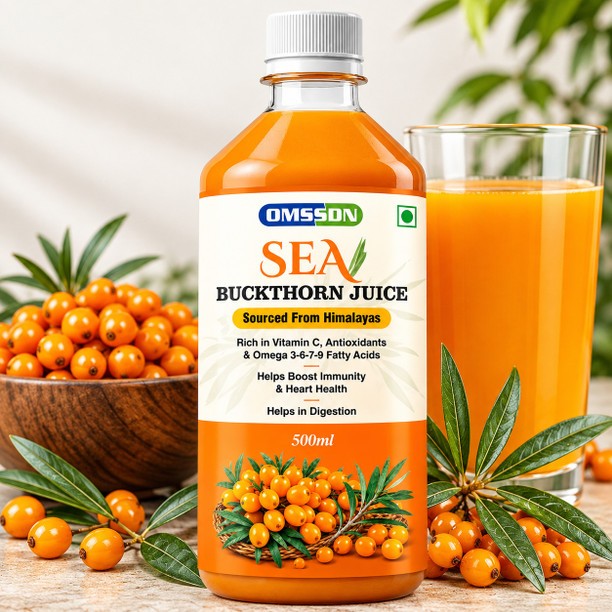 OMSSDN
SEA
BUCKTHORN JUICE
Sourced From Himalayas
Rich in Vitamin C, Antioxidants
& Omega 3-6-7-9 Fatty Acids
Helps Boost Immunity
& Heart Health
Helps in Digestion
500ml